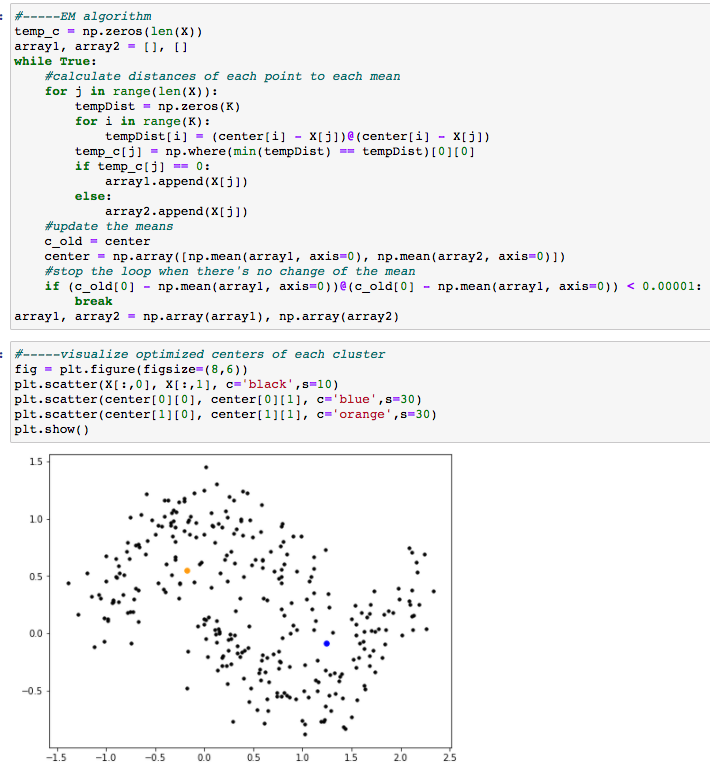 #-----EM algorithm
temp_c = np.zeros(len(X))
array1, array2 = [], []
while True:
    #calculate distances of each point to each mean
    for j in range(len(X)):
        tempDist = np.zeros(K)
        for i in range(K):
            tempDist[i] = (center[i] - X[j])@(center[i] - X[j])
        temp_c[j] = np.where(min(tempDist) == tempDist)[0][0]
        if temp_c[j] == 0:
            array1.append(X[j])
        else:
            array2.append(X[j])
    #update the means
    c_old = center
    center = np.array([np.mean(array1, axis=0), np.mean(array2, axis=0)])
    #stop the loop when there's no change of the mean
    if (c_old[0] - np.mean(array1, axis=0))@(c_old[0] - np.mean(array1, axis=0)) < 0.00001:
        break
array1, array2 = np.array(array1), np.array(array2)
#-----visualize optimized centers of each cluster
fig = plt.figure(figsize=(8,6))
plt.scatter(X[:,0], X[:,1], c='black',s=10)
plt.scatter(center[0][0], center[0][1], c='blue',s=30)
plt.scatter(center[1][0], center[1][1], c='orange',s=30)
plt.show()
1.5
1.0
0.5
0.0
−0.5
−1.5 −1.0 −0.5 0.0 0.5 1.0 1.5 2.0 2.5